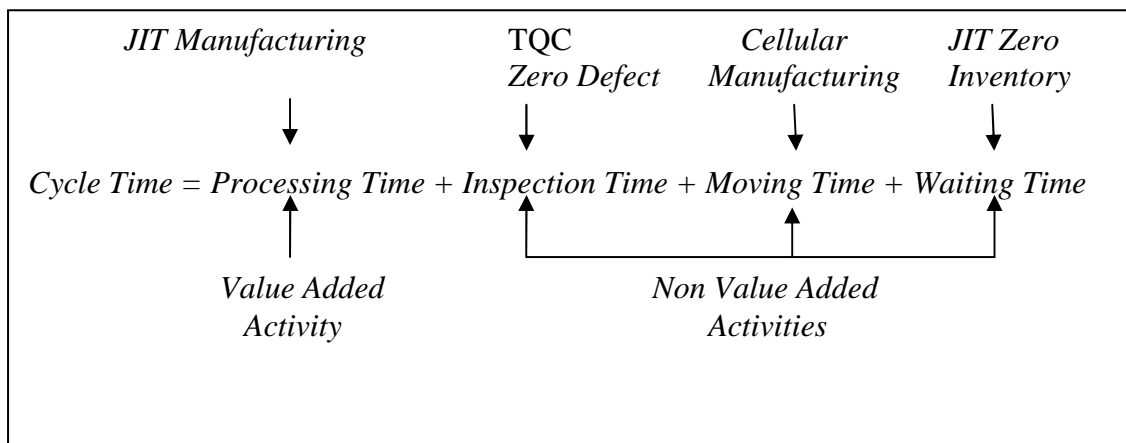 JIT Manufacturing
TQC
Zero Defect
Cellular
Manufacturing
JIT Zero
Inventory
Cycle Time = Processing Time + Inspection Time + Moving Time + Waiting Time
Value Added
Activity
Non Value Added
Activities